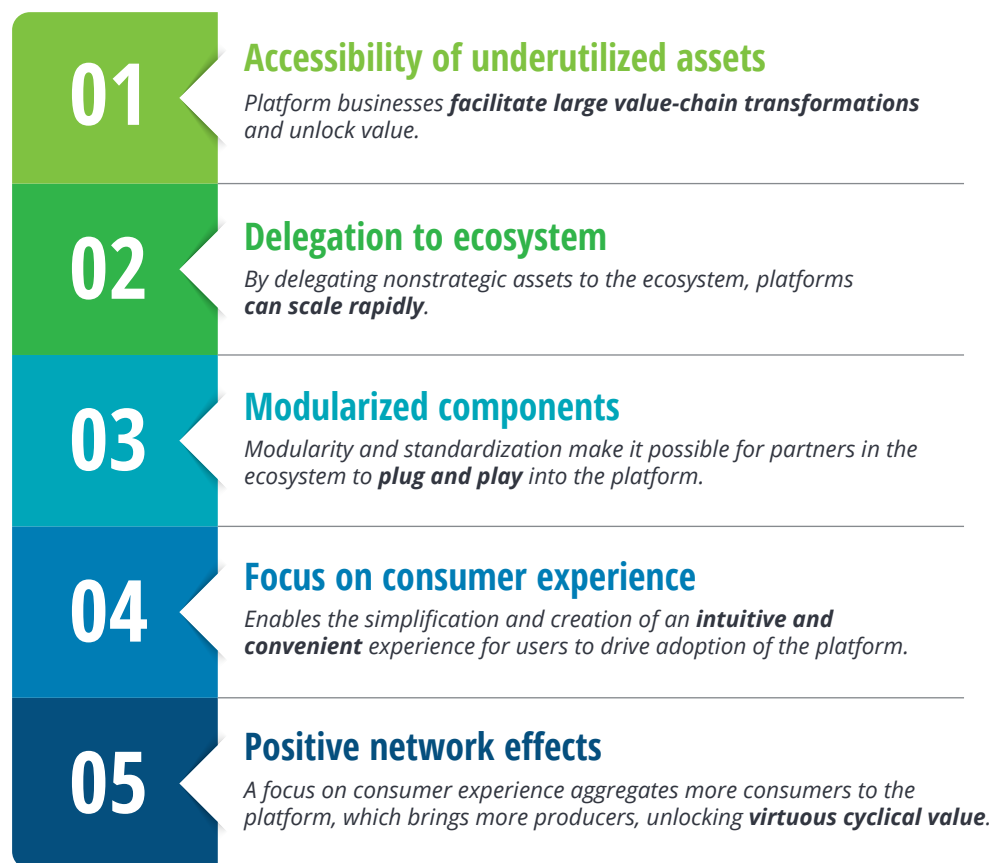 01
Accessibility of underutilized assets
Platform businesses facilitate large value-chain transformations
and unlock value.
02
Delegation to ecosystem
By delegating nonstrategic assets to the ecosystem, platforms
can scale rapidly.
03
Modularized components
Modularity and standardization make it possible for partners in the
ecosystem to plug and play into the platform.
04
Focus on consumer experience
Enables the simplification and creation of an intuitive and
convenient experience for users to drive adoption of the platform.
05
Positive network effects
A focus on consumer experience aggregates more consumers to the
platform, which brings more producers, unlocking virtuous cyclical value.